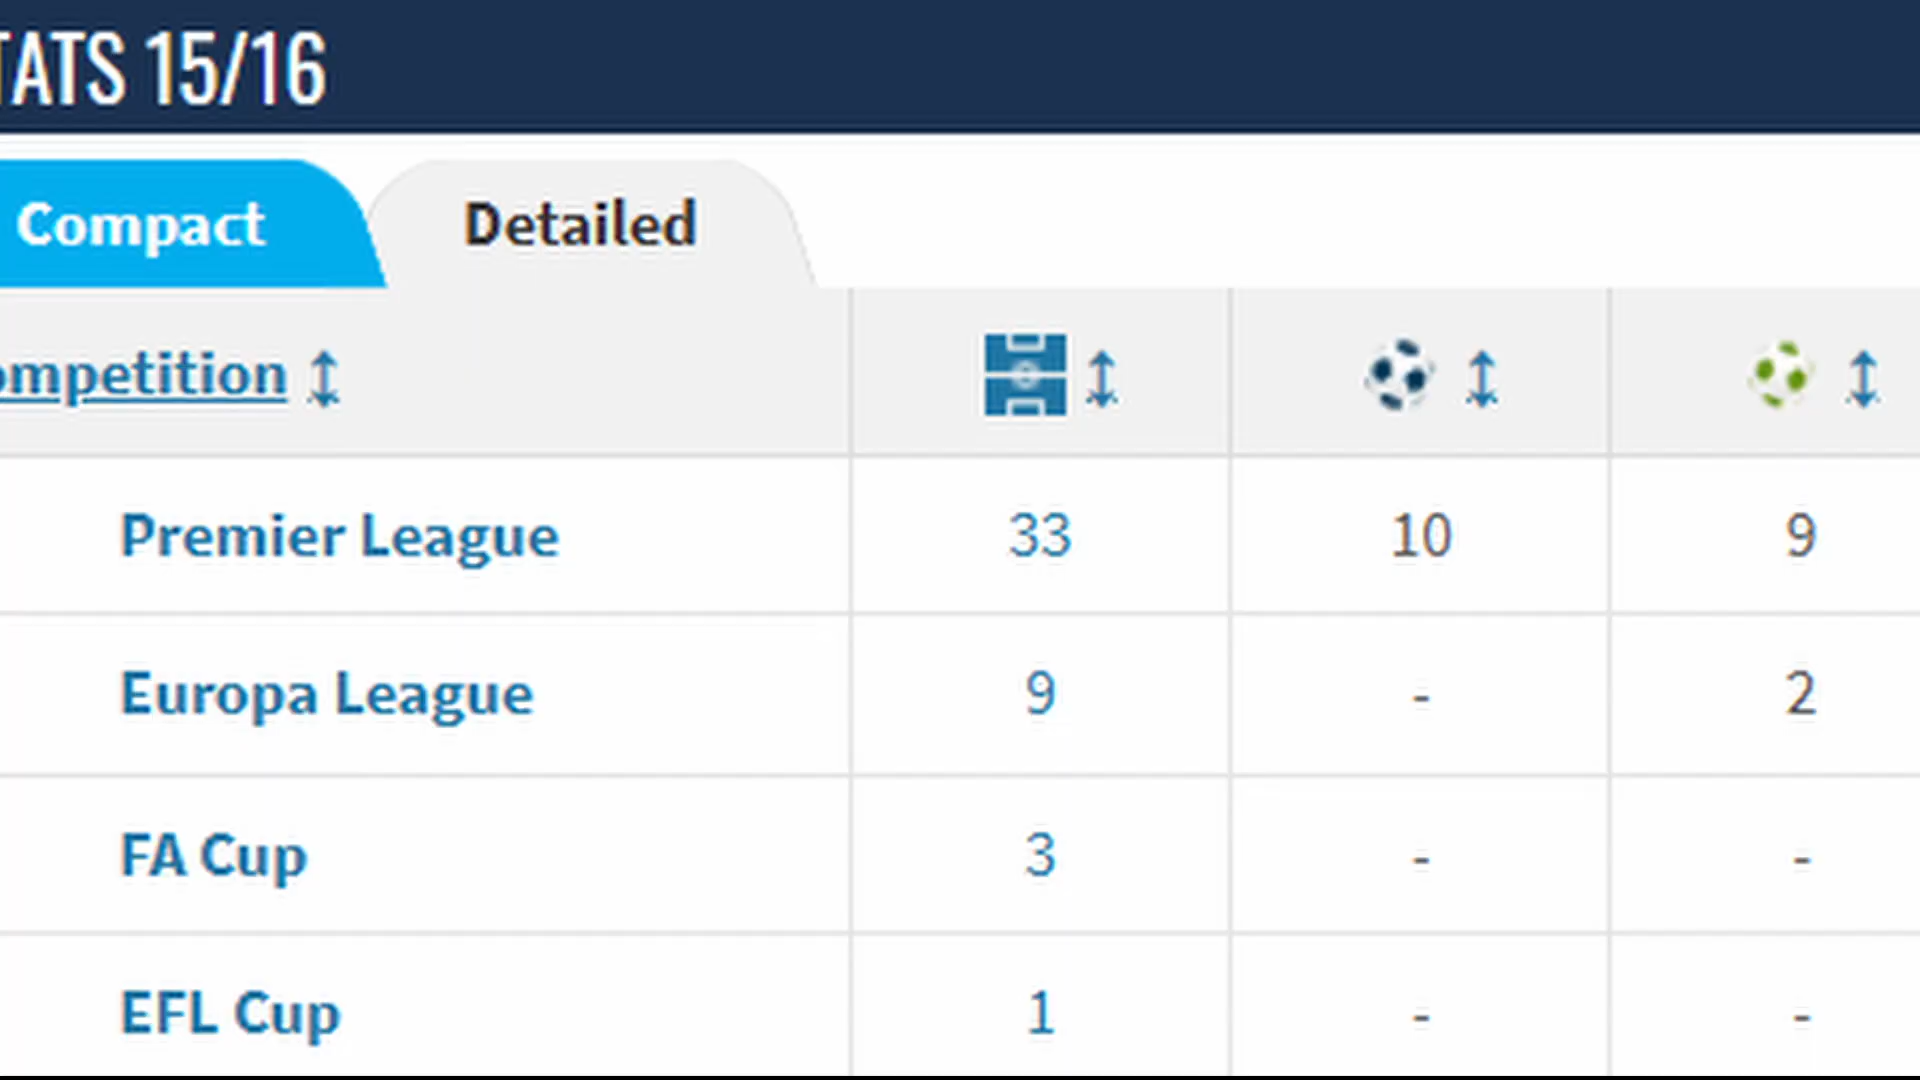 TATS 15/16
Compact Detailed
ompetition
Premier League 33 10 9
Europa League 9 - 2
FA Cup 3 - -
EFL Cup 1 - -